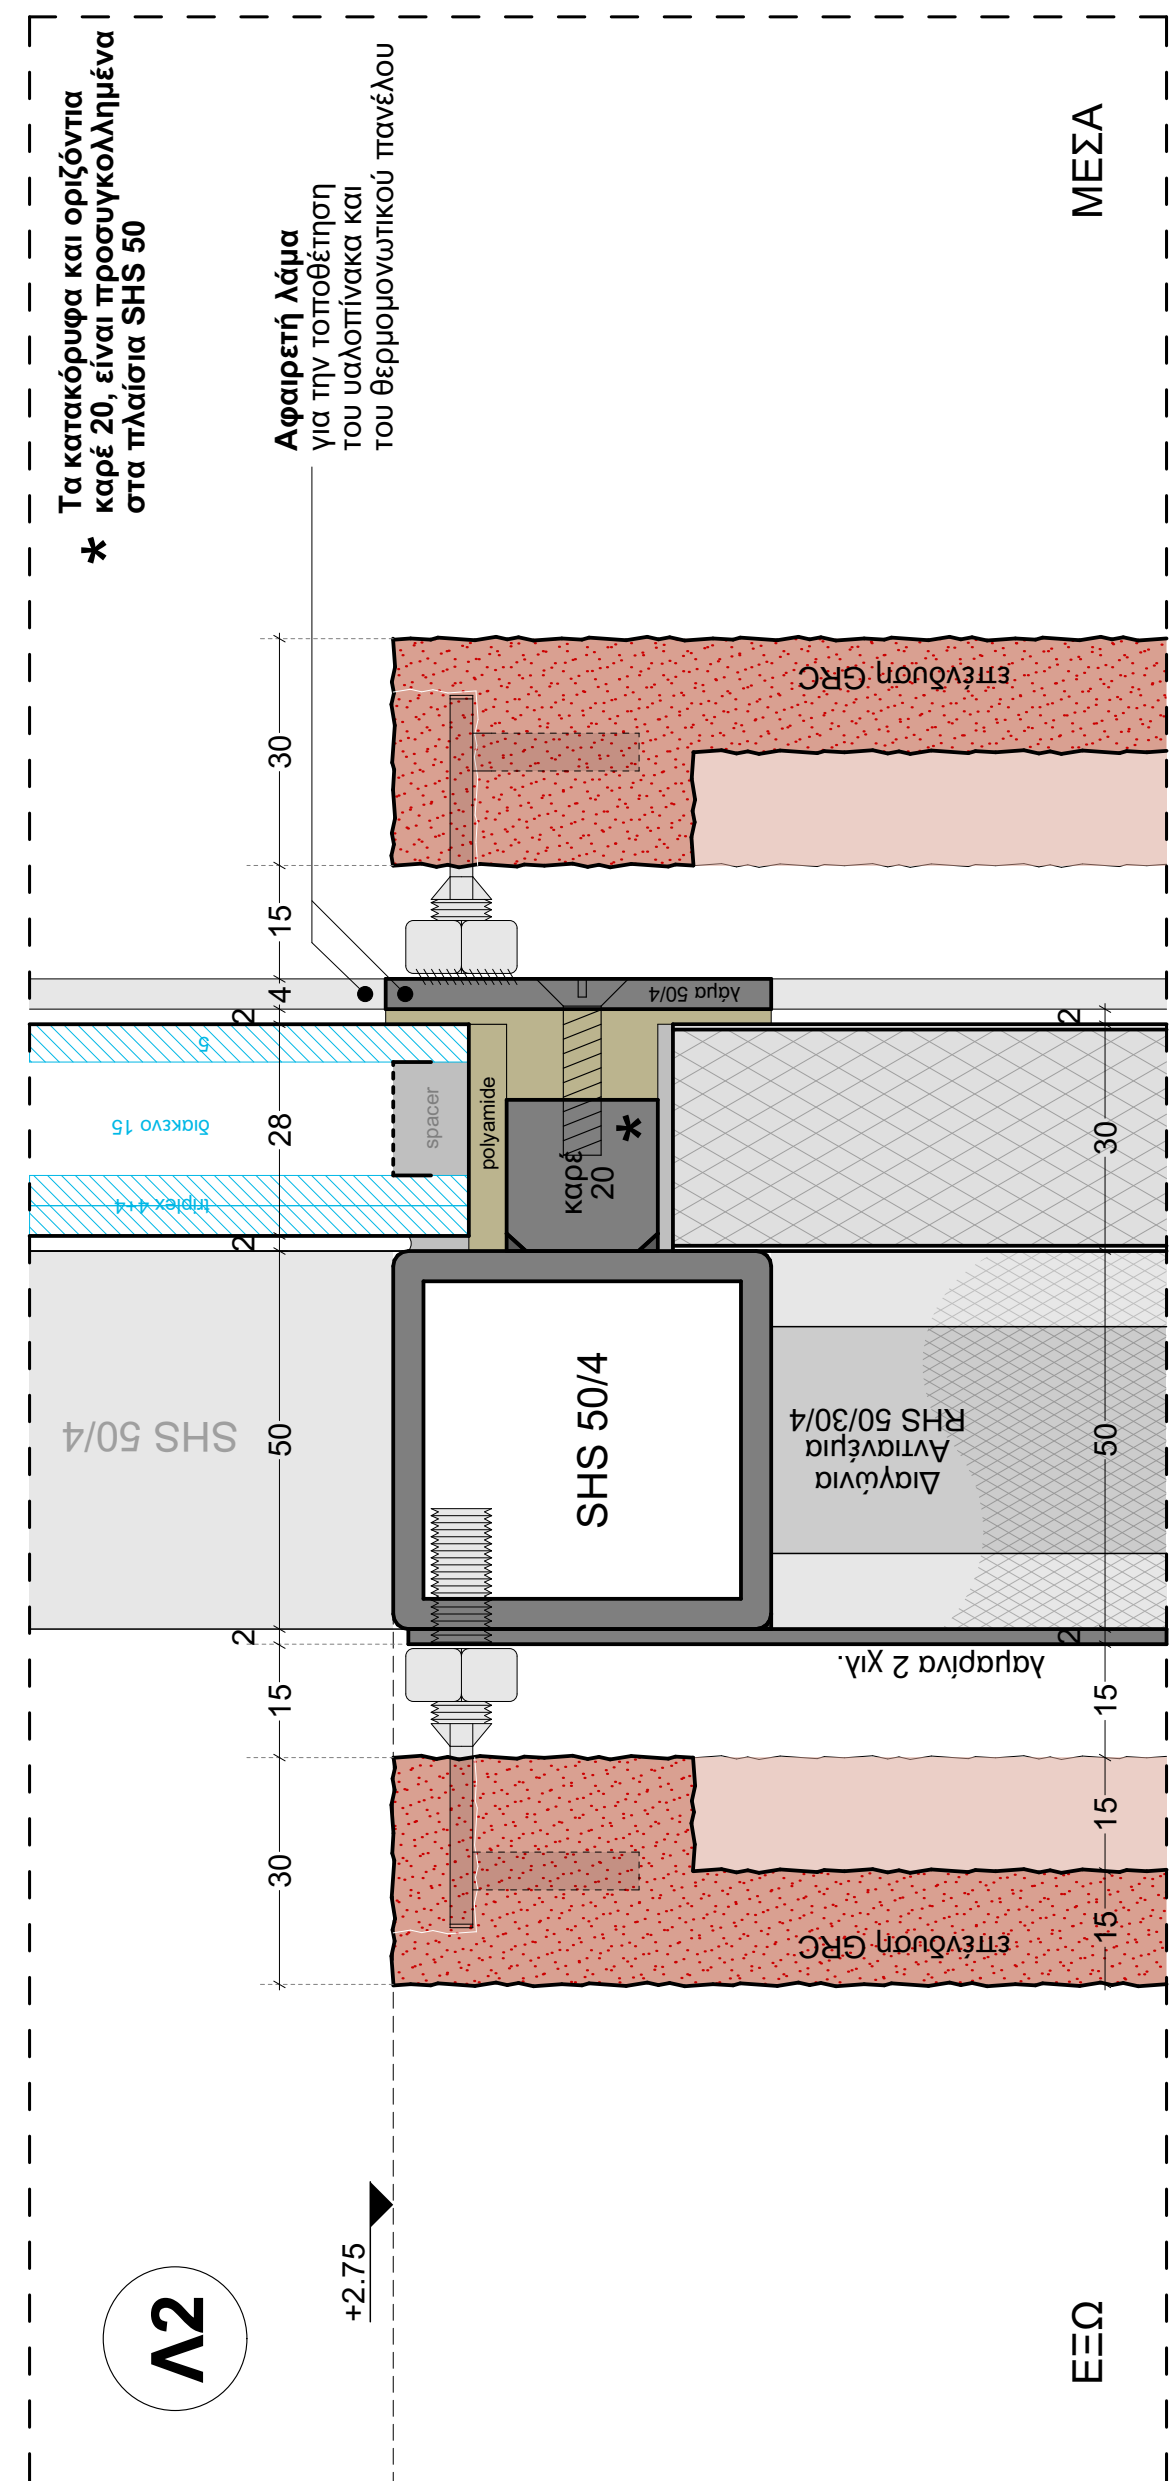 Τα κατακόρυφα και οριζόντια
καρέ 20, είναι προσυγκολλημένα
στα πλαίσια SHS 50
*
Αφαιρετή λάμα
για την τοποθέτηση
του υαλοπίνακα και
του θερμομονωτικού πανέλου
ΜΕΣΑ
επένδυση GRC
30
15
4
2
28
2
50
2
15
30
λάμα 50/4
5
διακενο 15
triplex 4+4
spacer
polyamide
καρέ
20
*
2
30
50
2
15
15
15
SHS 50/4
SHS 50/4
Διαγώνια
Αντιανέμια
RHS 50/30/4
λαμαρίνα 2 χιλ.
επένδυση GRC
+2.75
Λ2
ΕΞΩ